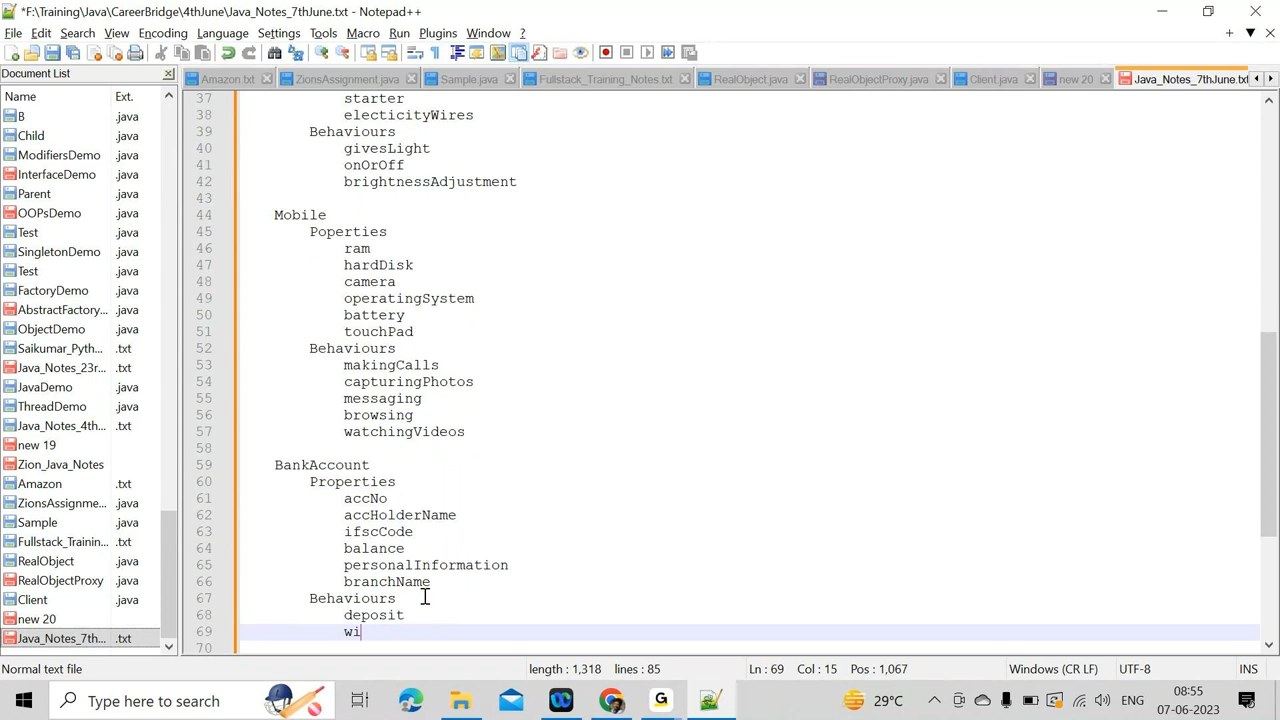 *F:\Training\Java\CareerBridge\4thJune\Java_Notes_7thJune.txt - Notepad++
File Edit Search View Encoding Language Settings Tools Macro Run Plugins Window ?
Document List
Amazon.txt ZionsAssignment.java Sample.java Fullstack_Training_Notes.txt RealObject.java RealObjectProxy.java Client.java new 20 Java_Notes_7thJune.txt
Name Ext.
B .java
Child .java
ModifiersDemo .java
InterfaceDemo .java
Parent .java
OOPsDemo .java
Test .java
SingletonDemo .java
Test .java
FactoryDemo .java
AbstractFactory... .java
ObjectDemo .java
Saikumar_Pyth... .txt
Java_Notes_23r... .txt
JavaDemo .java
ThreadDemo .java
Java_Notes_4th... .txt
new 19
Zion_Java_Notes
Amazon .txt
ZionsAssignme... .java
Sample .java
Fullstack_Trainin... .txt
RealObject .java
RealObjectProxy .java
Client .java
new 20
Java_Notes_7th... .txt
37 starter
38 electicityWires
39 Behaviours
40 givesLight
41 onOrOff
42 brightnessAdjustment
43
44 Mobile
45 Poperties
46 ram
47 hardDisk
48 camera
49 operatingSystem
50 battery
51 touchPad
52 Behaviours
53 makingCalls
54 capturingPhotos
55 messaging
56 browsing
57 watchingVideos
58
59 BankAccount
60 Properties
61 accNo
62 accHolderName
63 ifscCode
64 balance
65 personalInformation
66 branchName
67 Behaviours
68 deposit
69 wi
70
Normal text file length : 1,318 lines : 85 Ln : 69 Col : 15 Pos : 1,067 Windows (CR LF) UTF-8 INS
Type here to search 29°C ENG 08:55
07-06-2023